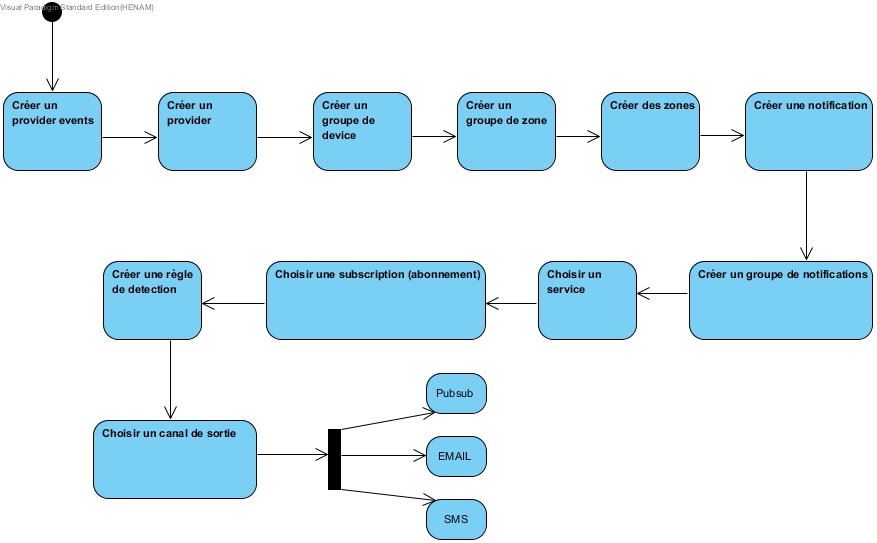 Visual Paradigm Standard Edition(HENAM)
Créer un
provider events
Créer un
provider
Créer un
groupe de
device
Créer un
groupe de zone
Créer des zones
Créer une notification
Créer une règle
de detection
Choisir une subscription (abonnement)
Choisir un
service
Créer un groupe de notifications
Choisir un canal de sortie
Pubsub
EMAIL
SMS